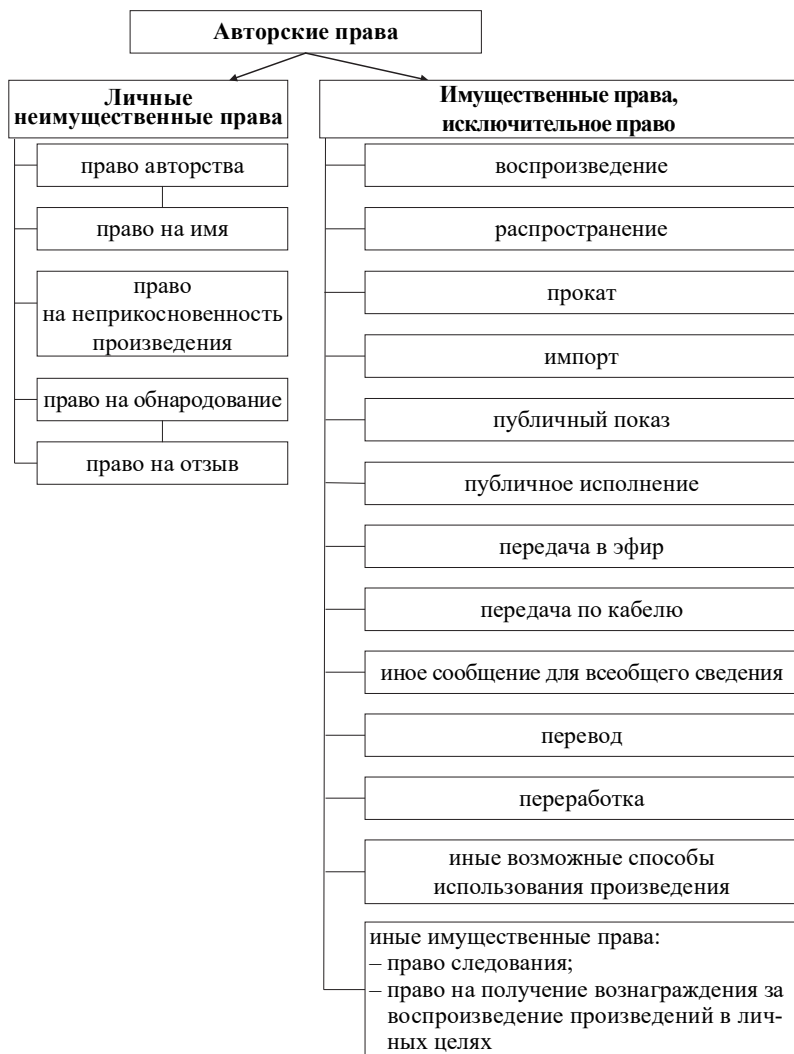 Авторские права
Личные
неимущественные права
право авторства
право на имя
право
на неприкосновенность
произведения
право на обнародование
право на отзыв
Имущественные права,
исключительное право
воспроизведение
распространение
прокат
импорт
публичный показ
публичное исполнение
передача в эфир
передача по кабелю
иное сообщение для всеобщего сведения
перевод
переработка
иные возможные способы
использования произведения
иные имущественные права:
– право следования;
– право на получение вознаграждения за
воспроизведение произведений в лич-
ных целях